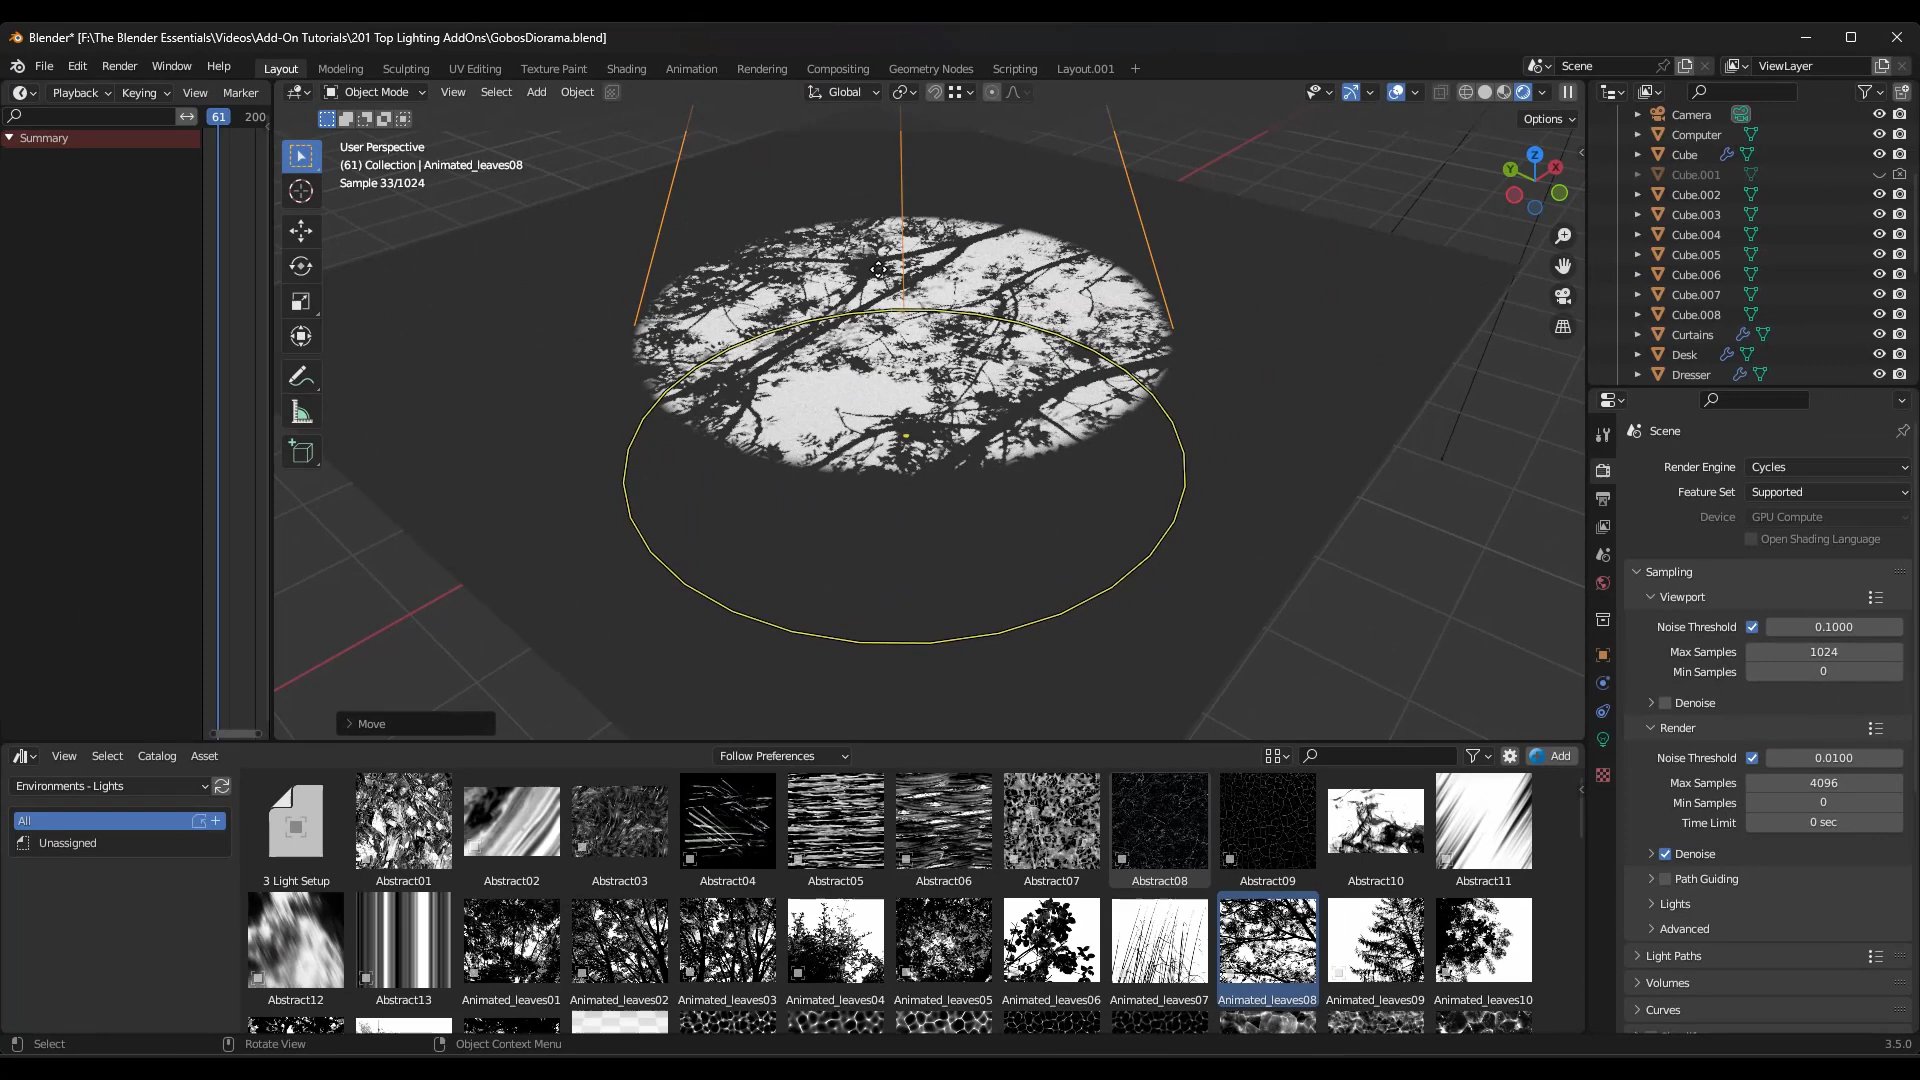 Blender* [F:\The Blender Essentials\Videos\Add-On Tutorials\201 Top Lighting AddOns\GobosDiorama.blend]
File Edit Render Window Help
Layout Modeling Sculpting UV Editing Texture Paint Shading Animation Rendering Compositing Geometry Nodes Scripting Layout.001 +
Scene
ViewLayer
Playback Keying View Marker
61 200
Summary
Object Mode View Select Add Object
Global
Options
User Perspective
(61) Collection | Animated_leaves08
Sample 33/1024
Z
Y
X
Move
Camera
Computer
Cube
Cube.001
Cube.002
Cube.003
Cube.004
Cube.005
Cube.006
Cube.007
Cube.008
Curtains
Desk
Dresser
Scene
Render Engine Cycles
Feature Set Supported
Device GPU Compute
Open Shading Language
Sampling
Viewport
Noise Threshold 0.1000
Max Samples 1024
Min Samples 0
Denoise
Render
Noise Threshold 0.0100
Max Samples 4096
Min Samples 0
Time Limit 0 sec
Denoise
Path Guiding
Lights
Advanced
Light Paths
Volumes
Curves
View Select Catalog Asset
Follow Preferences
Add
Environments - Lights
All
Unassigned
3 Light Setup Abstract01 Abstract02 Abstract03 Abstract04 Abstract05 Abstract06 Abstract07 Abstract08 Abstract09 Abstract10 Abstract11
Abstract12 Abstract13 Animated_leaves01 Animated_leaves02 Animated_leaves03 Animated_leaves04 Animated_leaves05 Animated_leaves06 Animated_leaves07 Animated_leaves08 Animated_leaves09 Animated_leaves10
Select Rotate View Object Context Menu
3.5.0